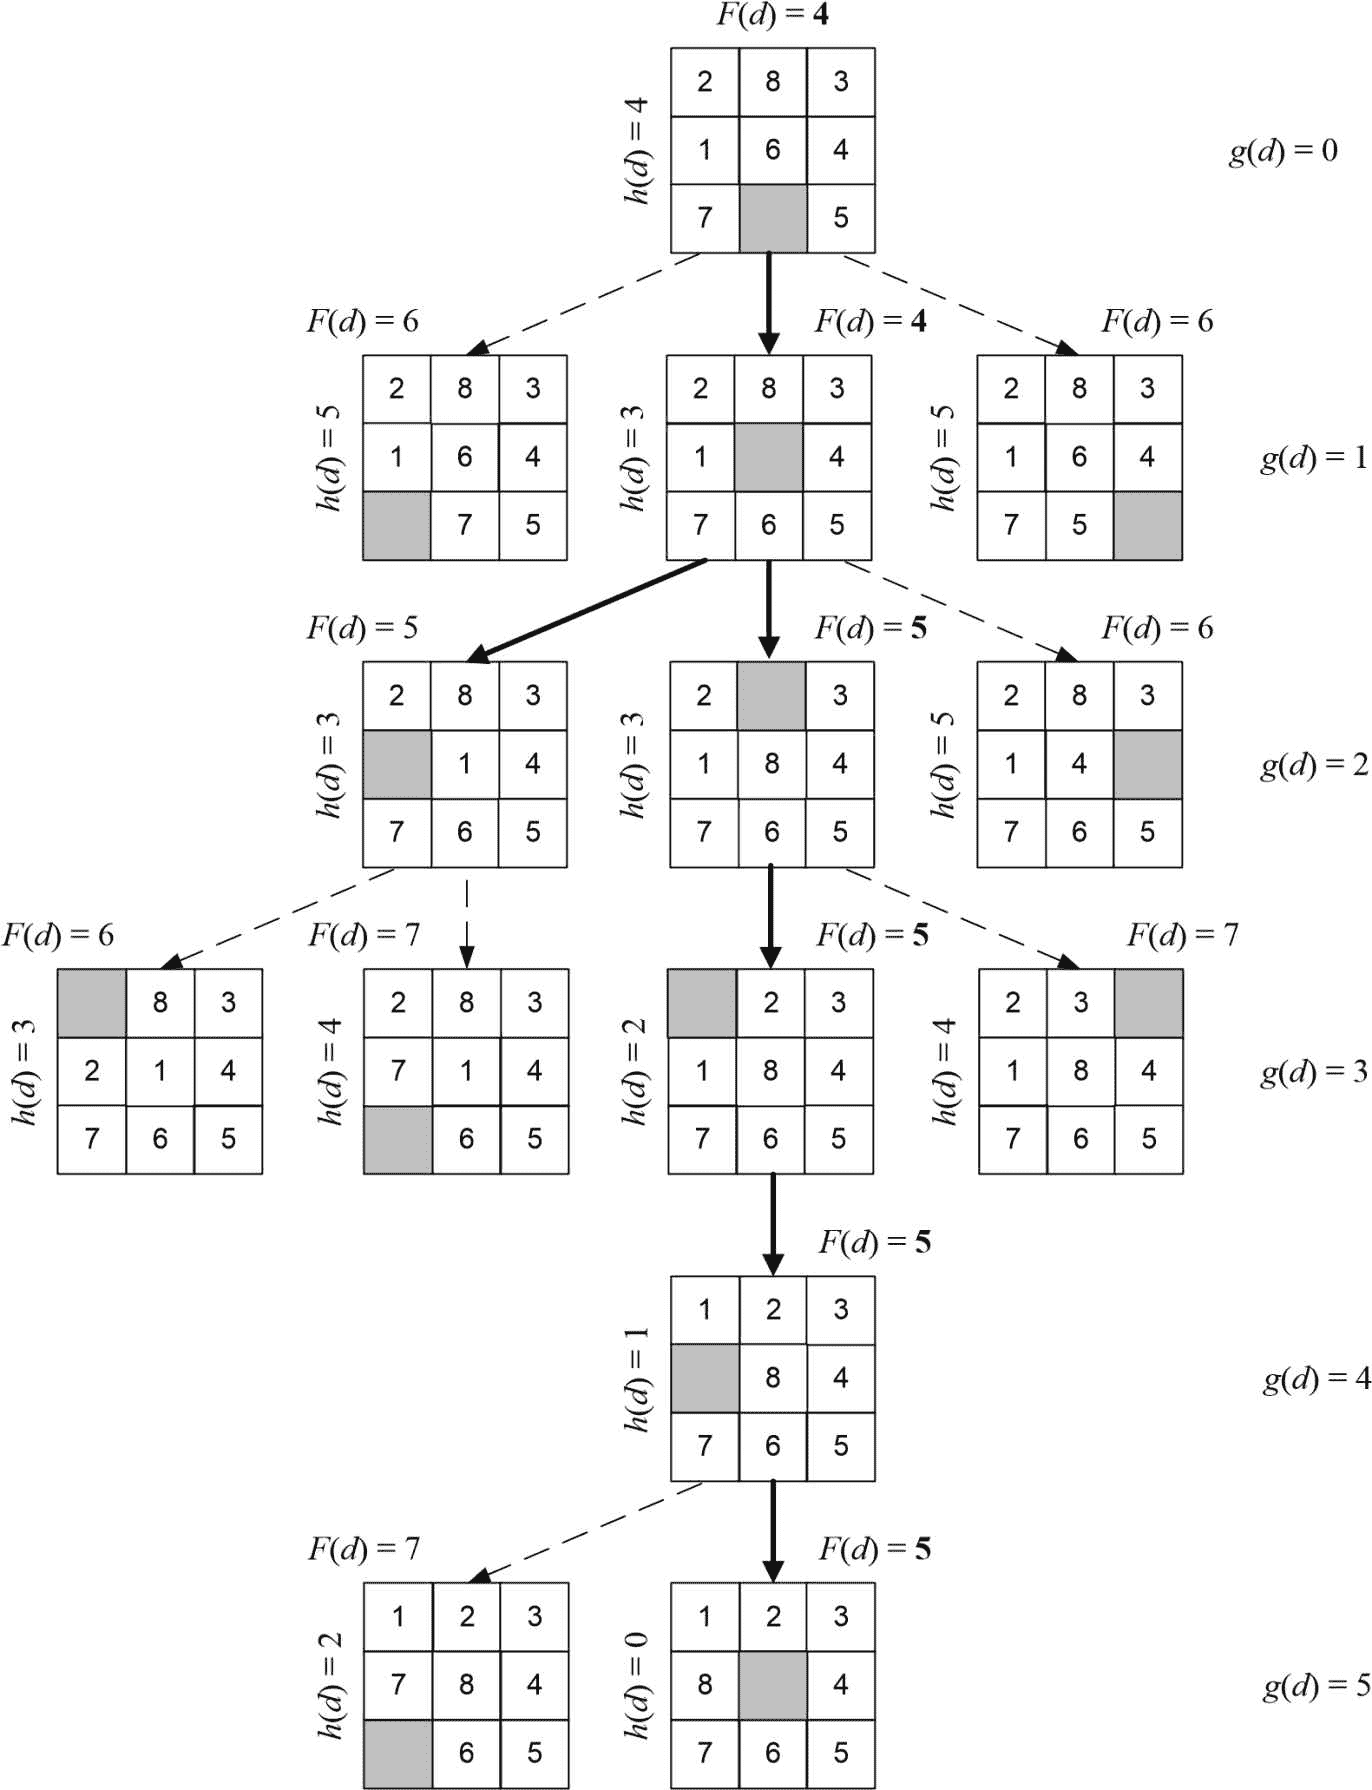 F(d) = 4
h(d) = 4
2 8 3
1 6 4
7 5
g(d) = 0
F(d) = 6 F(d) = 4 F(d) = 6
h(d) = 5 h(d) = 3 h(d) = 5
2 8 3 2 8 3 2 8 3
1 6 4 1 4 1 6 4
7 5 7 6 5 7 5
g(d) = 1
F(d) = 5 F(d) = 5 F(d) = 6
h(d) = 3 h(d) = 3 h(d) = 5
2 8 3 2 3 2 8 3
1 4 1 8 4 1 4
7 6 5 7 6 5 7 6 5
g(d) = 2
F(d) = 6 F(d) = 7 F(d) = 5 F(d) = 7
h(d) = 3 h(d) = 4 h(d) = 2 h(d) = 4
8 3 2 8 3 2 3 2 3
2 1 4 7 1 4 1 8 4 1 8 4
7 6 5 6 5 7 6 5 7 6 5
g(d) = 3
F(d) = 5
h(d) = 1
1 2 3
8 4
7 6 5
g(d) = 4
F(d) = 7 F(d) = 5
h(d) = 2 h(d) = 0
1 2 3 1 2 3
7 8 4 8 4
6 5 7 6 5
g(d) = 5